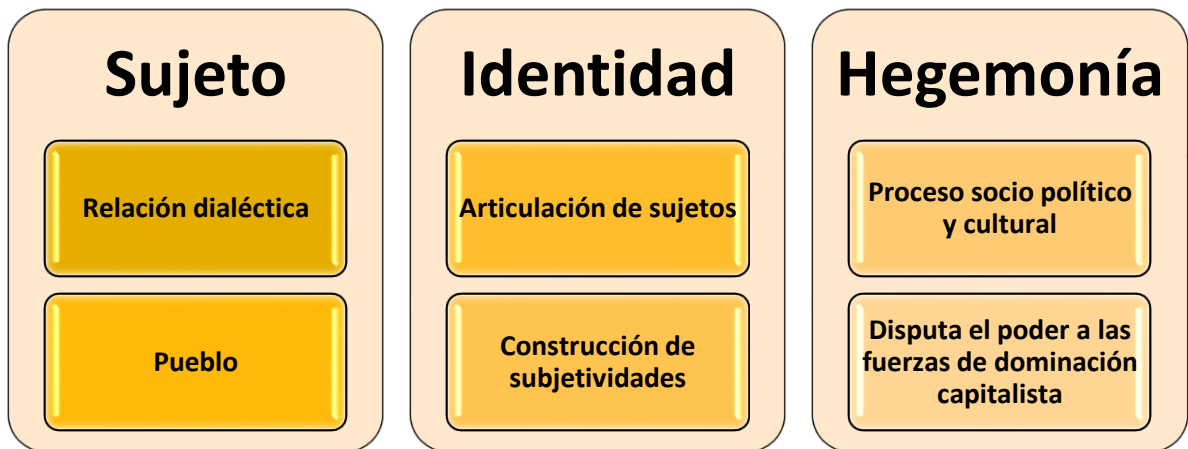 Sujeto
Relación dialéctica
Pueblo
Identidad
Articulación de sujetos
Construcción de
subjetividades
Hegemonía
Proceso socio político
y cultural
Disputa el poder a las
fuerzas de dominación
capitalista